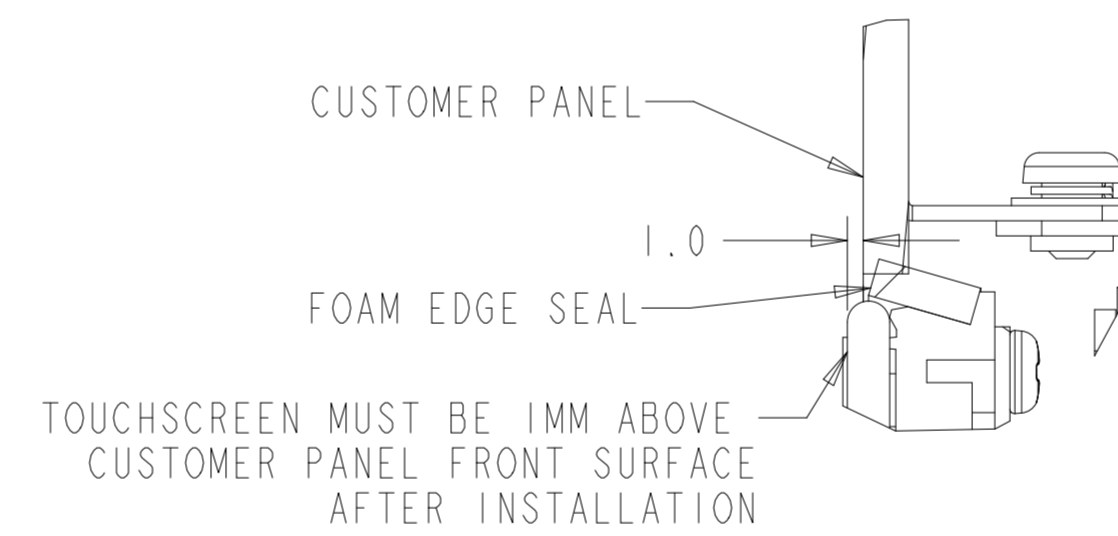 CUSTOMER PANEL
1.0
FOAM EDGE SEAL
TOUCHSCREEN MUST BE 1MM ABOVE
CUSTOMER PANEL FRONT SURFACE
AFTER INSTALLATION